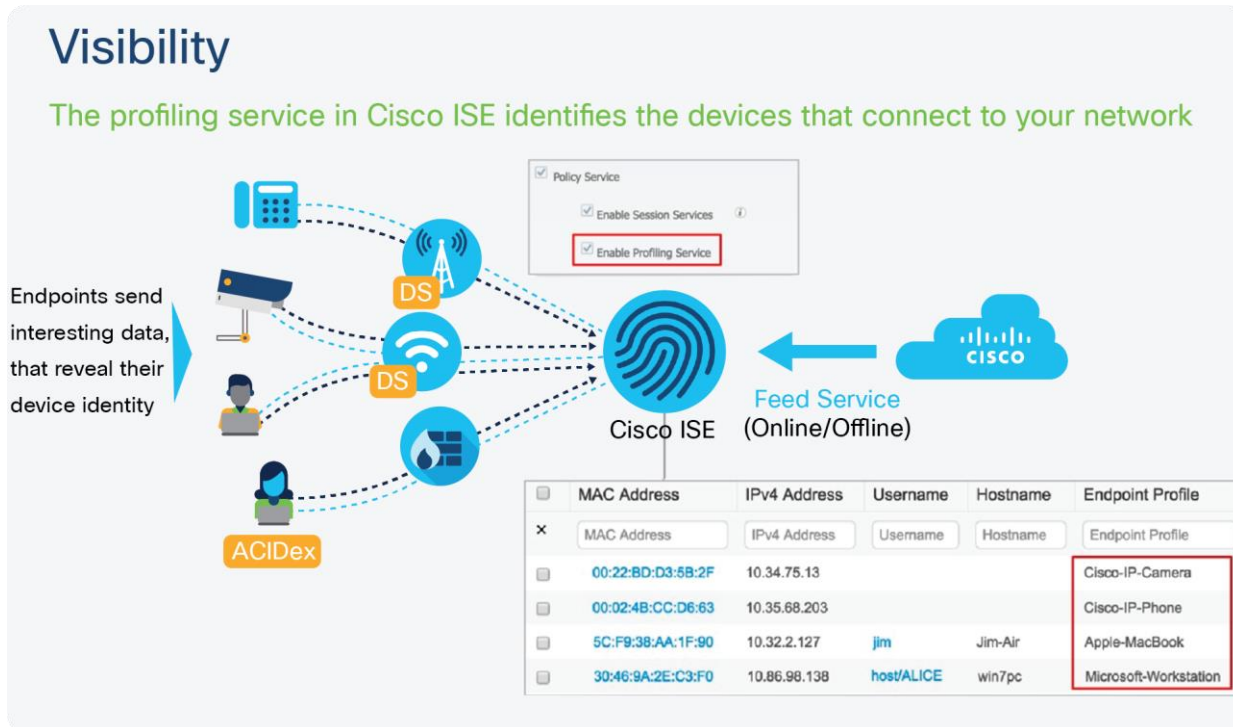 Visibility
The profiling service in Cisco ISE identifies the devices that connect to your network
Policy Service
Enable Session Services
Enable Profiling Service
Endpoints send
interesting data,
that reveal their
device identity
DS
DS
ACIDex
Cisco ISE
Feed Service
(Online/Offline)
CISCO
MAC Address IPv4 Address Username Hostname Endpoint Profile
MAC Address IPv4 Address Username Hostname Endpoint Profile
00:22:BD:D3:5B:2F 10.34.75.13 Cisco-IP-Camera
00:02:4B:CC:D6:63 10.35.68.203 Cisco-IP-Phone
5C:F9:38:AA:1F:90 10.32.2.127 jim Jim-Air Apple-MacBook
30:46:9A:2E:C3:F0 10.86.98.138 host/ALICE win7pc Microsoft-Workstation